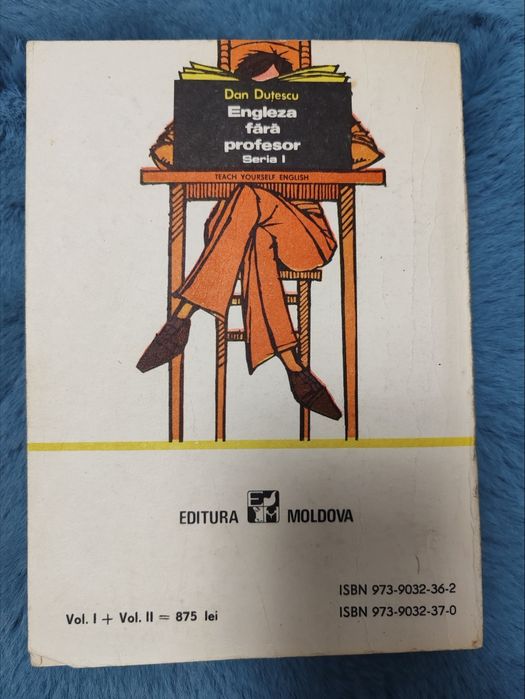 Dan Duțescu
Engleza
fără
profesor
Seria I
TEACH YOURSELF ENGLISH
EDITURA MOLDOVA
ISBN 973-9032-36-2
Vol. I + Vol. II = 875 lei
ISBN 973-9032-37-0